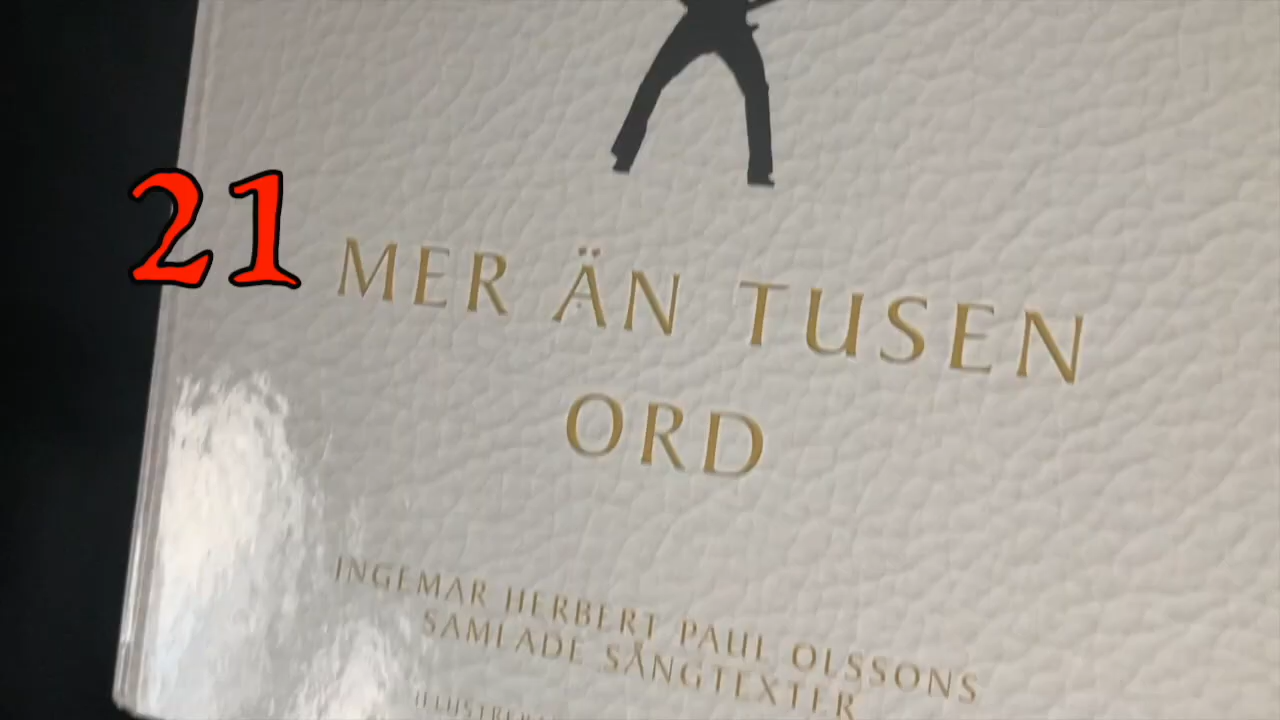 21
MER ÄN TUSEN
ORD
INGEMAR HERBERT PAUL OLSSONS
SAMLADE SÅNGTEXTER